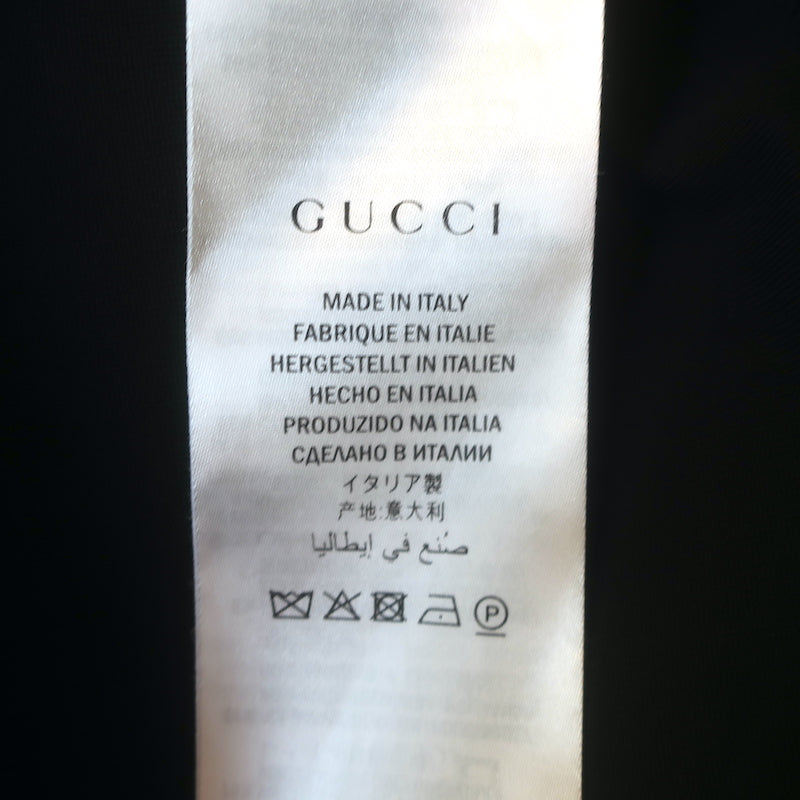 GUCCI
MADE IN ITALY
FABRIQUE EN ITALIE
HERGESTELLT IN ITALIEN
HECHO EN ITALIA
PRODUZIDO NA ITALIA
СДЕЛАНО В ИТАЛИИ
イタリア製
产地:意大利
صُنع في إيطاليا
P